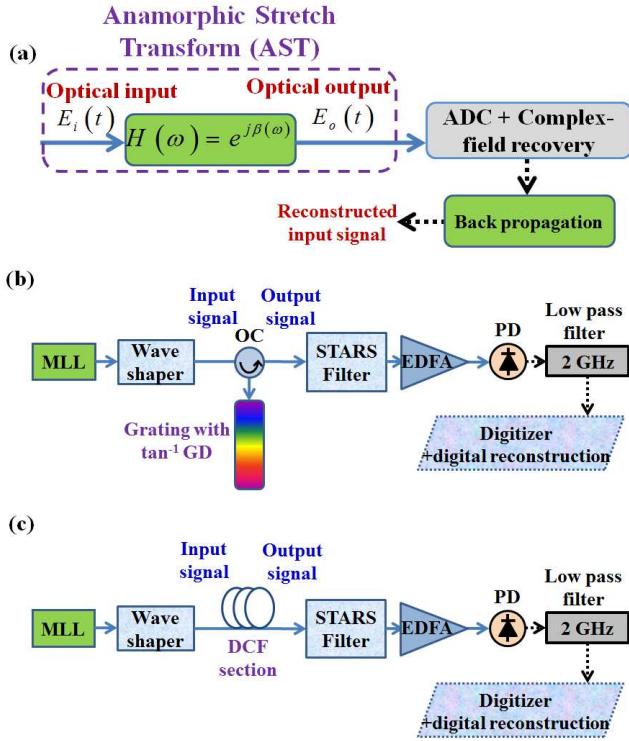 Anamorphic Stretch
Transform (AST)
(a)
Optical input
Optical output
E_i (t)
H (ω) = e^{jβ(ω)}
E_o (t)
ADC + Complex-
field recovery
Reconstructed
input signal
Back propagation
(b)
Input
signal
Output
signal
OC
MLL
Wave
shaper
STARS
Filter
EDFA
PD
Low pass
filter
2 GHz
Grating with
tan⁻¹ GD
Digitizer
+digital reconstruction
(c)
Input
signal
Output
signal
MLL
Wave
shaper
DCF
section
STARS
Filter
EDFA
PD
Low pass
filter
2 GHz
Digitizer
+digital reconstruction